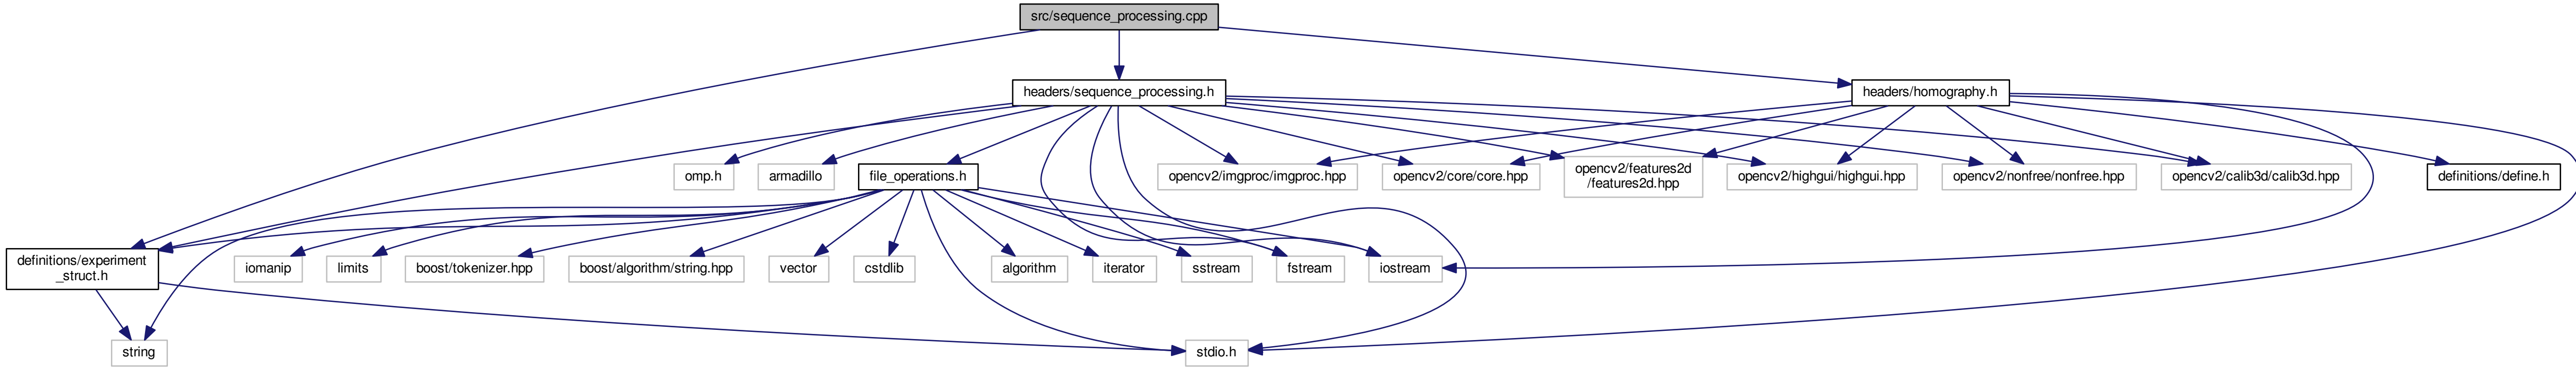 src/sequence_processing.cpp
headers/sequence_processing.h
headers/homography.h
omp.h
armadillo
file_operations.h
opencv2/imgproc/imgproc.hpp
opencv2/core/core.hpp
opencv2/features2d
/features2d.hpp
opencv2/highgui/highgui.hpp
opencv2/nonfree/nonfree.hpp
opencv2/calib3d/calib3d.hpp
definitions/define.h
definitions/experiment
_struct.h
iomanip
limits
boost/tokenizer.hpp
boost/algorithm/string.hpp
vector
cstdlib
algorithm
iterator
sstream
fstream
iostream
string
stdio.h